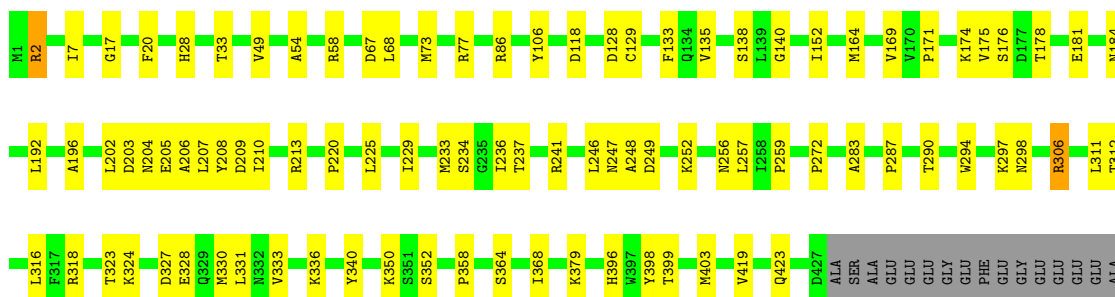 M1 R2 I7 G17 F20 H28 T33 V49 A54 R58 D67 L68 M73 R77 R86 Y106 D118 D128 C129 F133 Q134 V135 S138 L139 G140 I152 M164 V169 V170 P171 K174 V175 S176 D177 T178 E181 N184
L192 A196 L202 D203 N204 E205 A206 L207 Y208 D209 I210 R213 P220 L225 I229 M233 S234 G235 I236 T237 R241 L246 N247 A248 D249 K252 N256 L257 I258 P259 P272 A283 P287 T290 W294 K297 N298 R306 L311 T312
L316 F317 R318 T323 K324 D327 E328 Q329 M330 L331 N332 V333 K336 Y340 K350 S351 S352 P358 S364 I368 K379 H396 W397 Y398 T399 M403 V419 Q423 D427 ALA SER ALA GLU GLU GLU GLY GLU PHE GLU GLY GLU GLU GLU GLU ALA